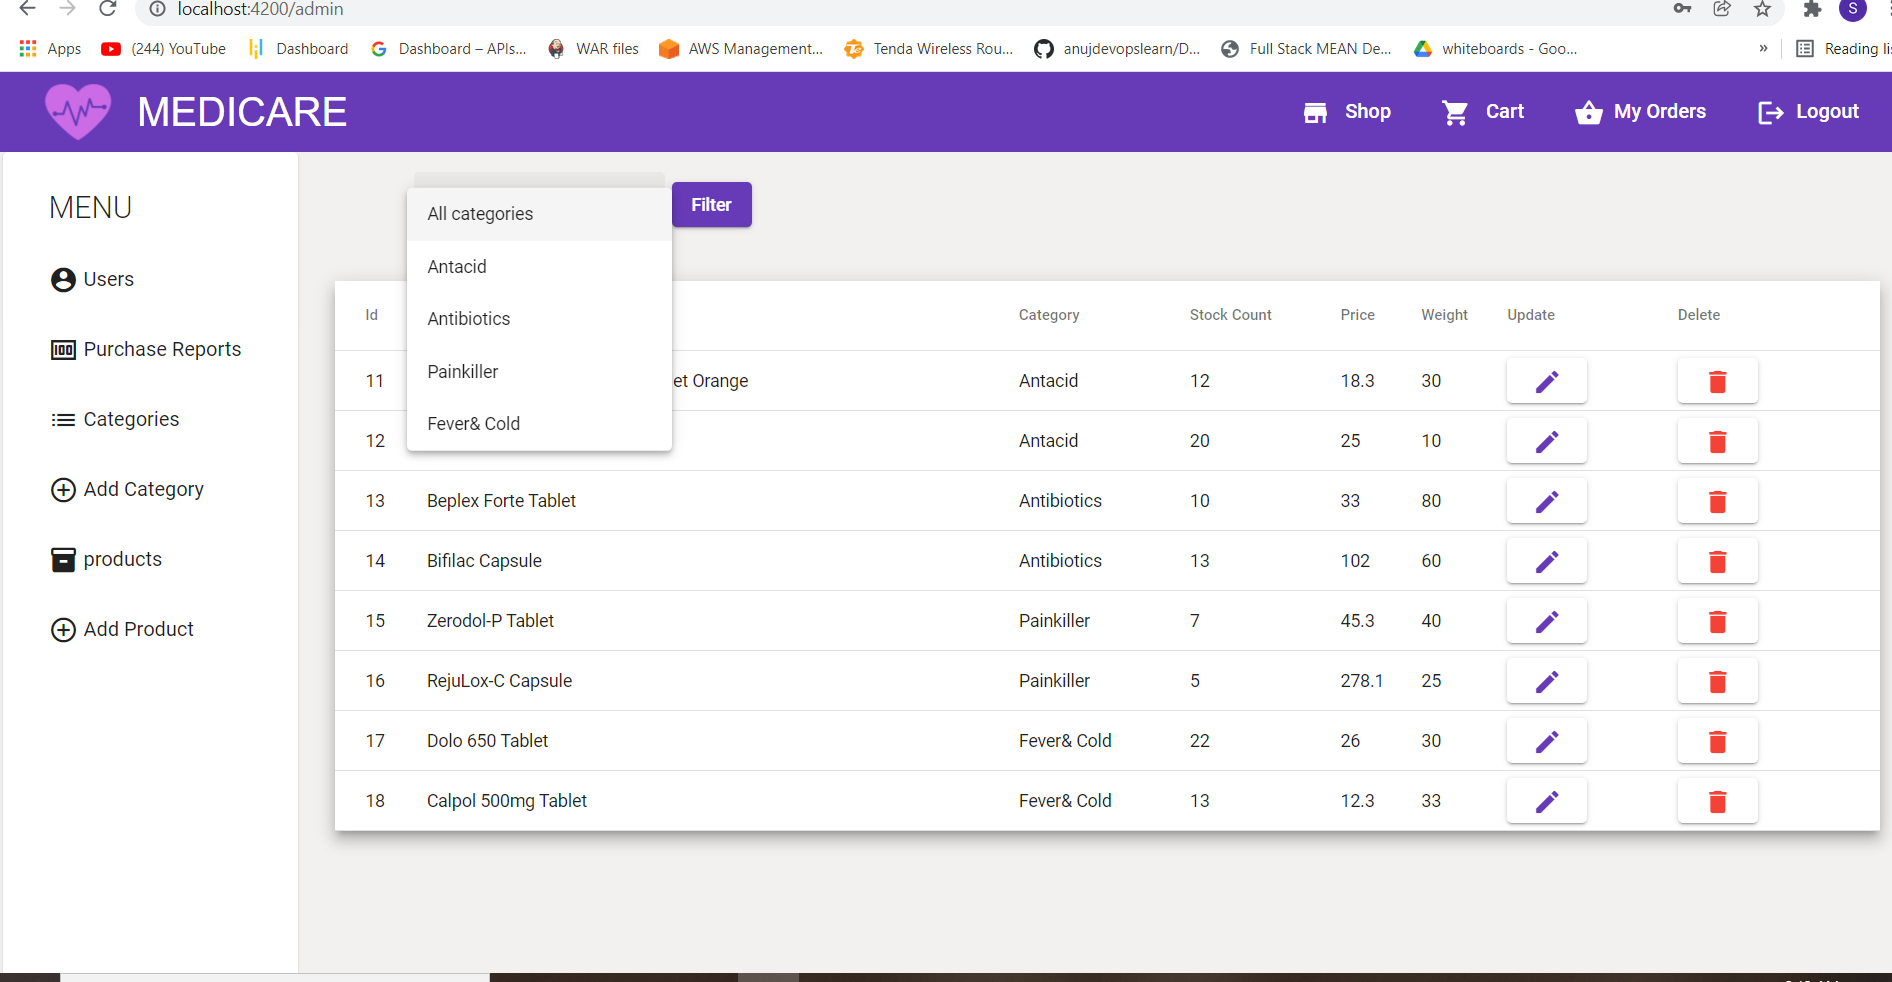 localhost:4200/admin
Apps (244) YouTube Dashboard Dashboard – APIs... WAR files AWS Management... Tenda Wireless Rou... anujdevopslearn/D... Full Stack MEAN De... whiteboards - Goo... » Reading
S
MEDICARE Shop Cart My Orders Logout
MENU
Users
Purchase Reports
Categories
Add Category
products
Add Product
All categories
Antacid
Antibiotics
Painkiller
Fever& Cold
Filter
Id Category Stock Count Price Weight Update Delete
11 et Orange Antacid 12 18.3 30
12 Antacid 20 25 10
13 Beplex Forte Tablet Antibiotics 10 33 80
14 Bifilac Capsule Antibiotics 13 102 60
15 Zerodol-P Tablet Painkiller 7 45.3 40
16 RejuLox-C Capsule Painkiller 5 278.1 25
17 Dolo 650 Tablet Fever& Cold 22 26 30
18 Calpol 500mg Tablet Fever& Cold 13 12.3 33